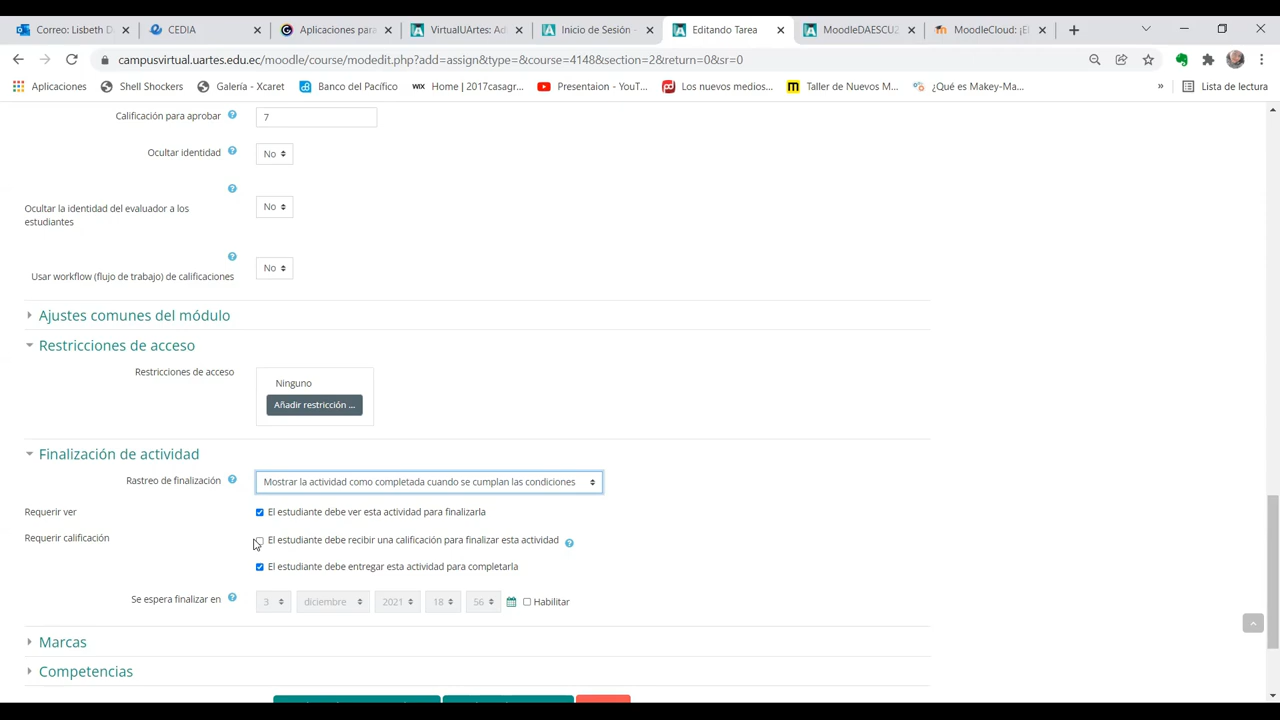 Correo: Lisbeth D
CEDIA
Aplicaciones para
VirtualUArtes: Ad
Inicio de Sesión
Editando Tarea
MoodleDAESCU2
MoodleCloud: ¡El
campusvirtual.uartes.edu.ec/moodle/course/modedit.php?add=assign&type=&course=4148&section=2&return=0&sr=0
Aplicaciones
Shell Shockers
Galería - Xcaret
Banco del Pacífico
WIX Home | 2017casagr...
Presentaion - YouT...
Los nuevos medios...
Taller de Nuevos M...
¿Qué es Makey-Ma...
»
Lista de lectura
Calificación para aprobar
7
Ocultar identidad
No
Ocultar la identidad del evaluador a los
estudiantes
No
Usar workflow (flujo de trabajo) de calificaciones
No
Ajustes comunes del módulo
Restricciones de acceso
Restricciones de acceso
Ninguno
Añadir restricción ...
Finalización de actividad
Rastreo de finalización
Mostrar la actividad como completada cuando se cumplan las condiciones
Requerir ver
El estudiante debe ver esta actividad para finalizarla
Requerir calificación
El estudiante debe recibir una calificación para finalizar esta actividad
El estudiante debe entregar esta actividad para completarla
Se espera finalizar en
3 diciembre 2021 18 56 Habilitar
Marcas
Competencias